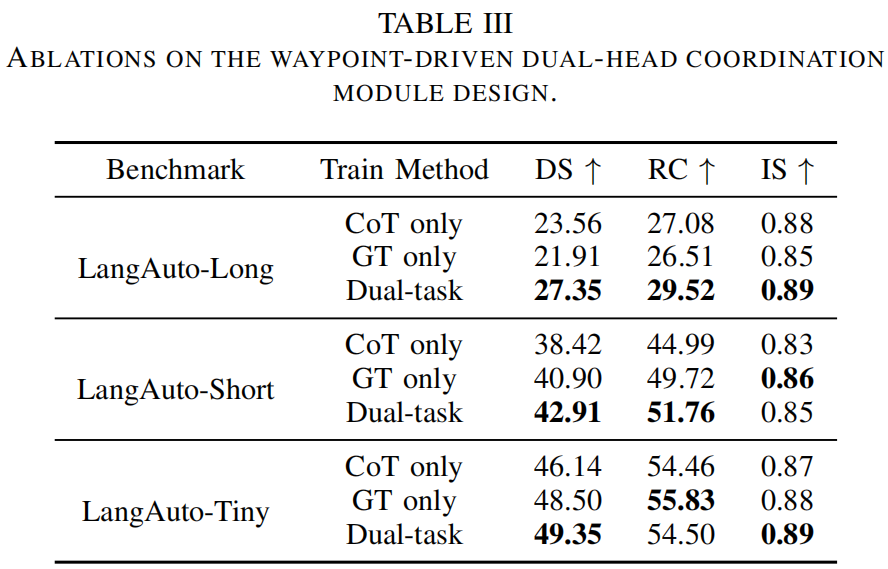 TABLE III
ABLATIONS ON THE WAYPOINT-DRIVEN DUAL-HEAD COORDINATION
MODULE DESIGN.
Benchmark Train Method DS ↑ RC ↑ IS ↑
CoT only 23.56 27.08 0.88
LangAuto-Long GT only 21.91 26.51 0.85
Dual-task 27.35 29.52 0.89
CoT only 38.42 44.99 0.83
LangAuto-Short GT only 40.90 49.72 0.86
Dual-task 42.91 51.76 0.85
CoT only 46.14 54.46 0.87
LangAuto-Tiny GT only 48.50 55.83 0.88
Dual-task 49.35 54.50 0.89